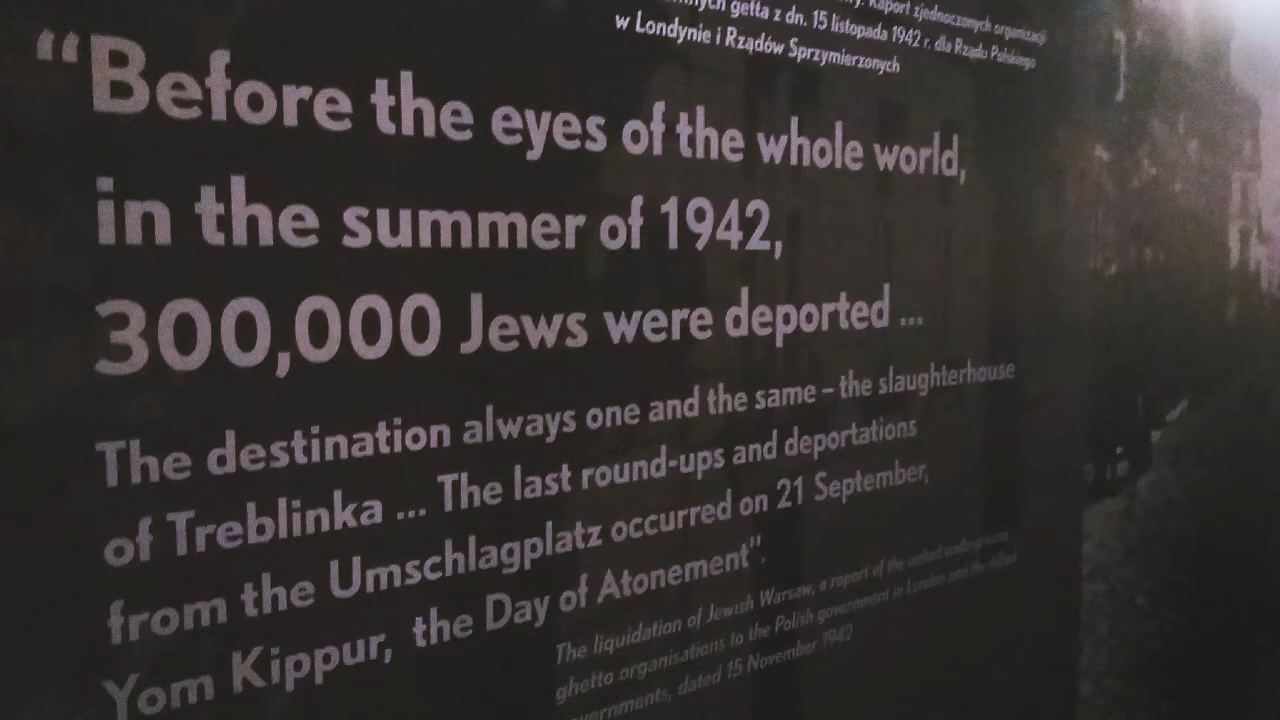 Raport zjednoczonych organizacji
getta z dn. 15 listopada 1942 r. dla Rządu Polskiego
w Londynie i Rządów Sprzymierzonych
“Before the eyes of the whole world,
in the summer of 1942,
300,000 Jews were deported ...
The destination always one and the same – the slaughterhouse
of Treblinka ... The last round-ups and deportations
from the Umschlagplatz occurred on 21 September,
Yom Kippur, the Day of Atonement".
The liquidation of Jewish Warsaw, a report of the united underground
ghetto organisations to the Polish government in London and the Allied
dated 15 November 1942